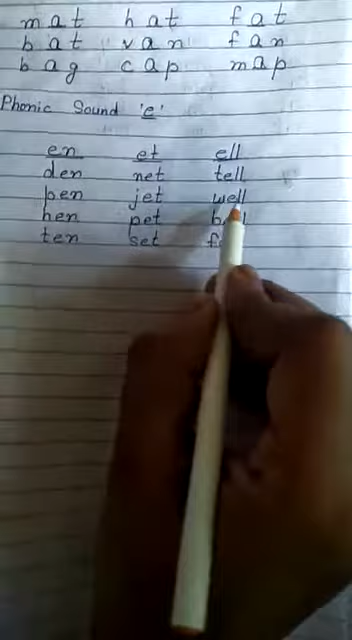 mat hat fat
bat van fan
bag cap map
Phonic Sound 'e'
en et ell
den net tell
pen jet well
hen pet
ten set